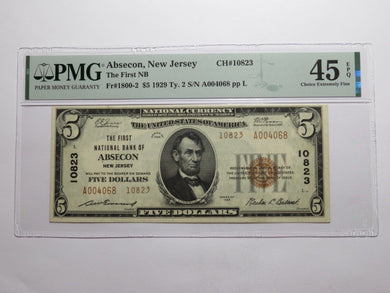 PMG
PAPER MONEY GUARANTY
Absecon, New Jersey CH#10823
The First NB
Fr#1800-2 $5 1929 Ty. 2 S/N A004068 pp L
45 EPQ
Choice Extremely Fine
NATIONAL CURRENCY
THE UNITED STATES OF AMERICA
5 5
10823 A004068
THE FIRST
NATIONAL BANK OF
ABSECON
NEW JERSEY
WILL PAY TO THE BEARER ON DEMAND
FIVE DOLLARS
A004068 10823
10823
10823
FIVE
L
L
5 5
FIVE DOLLARS